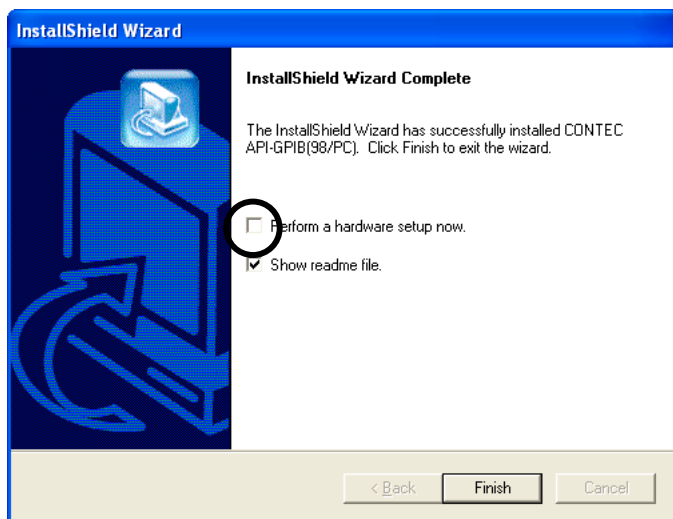 InstallShield Wizard
InstallShield Wizard Complete
The InstallShield Wizard has successfully installed CONTEC
API-GPIB(98/PC). Click Finish to exit the wizard.
Perform a hardware setup now.
Show readme file.
< Back Finish Cancel